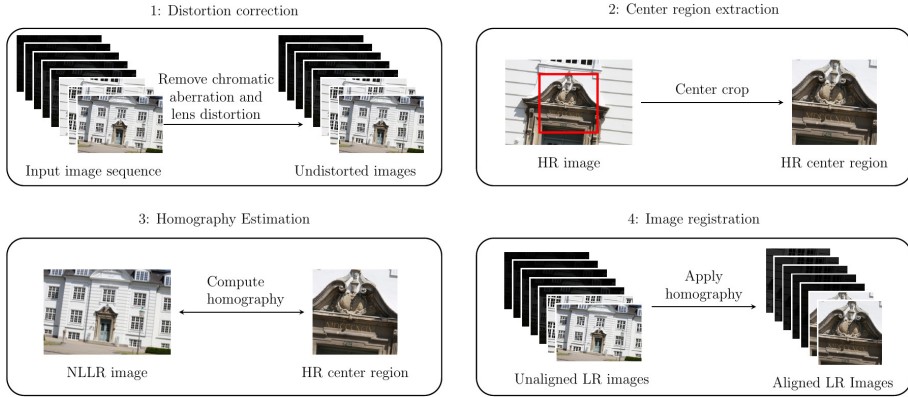 1: Distortion correction
Remove chromatic
aberration and
lens distortion
Input image sequence
Undistorted images
2: Center region extraction
Center crop
HR image
HR center region
3: Homography Estimation
Compute
homography
NLLR image
HR center region
4: Image registration
Apply
homography
Unaligned LR images
Aligned LR Images